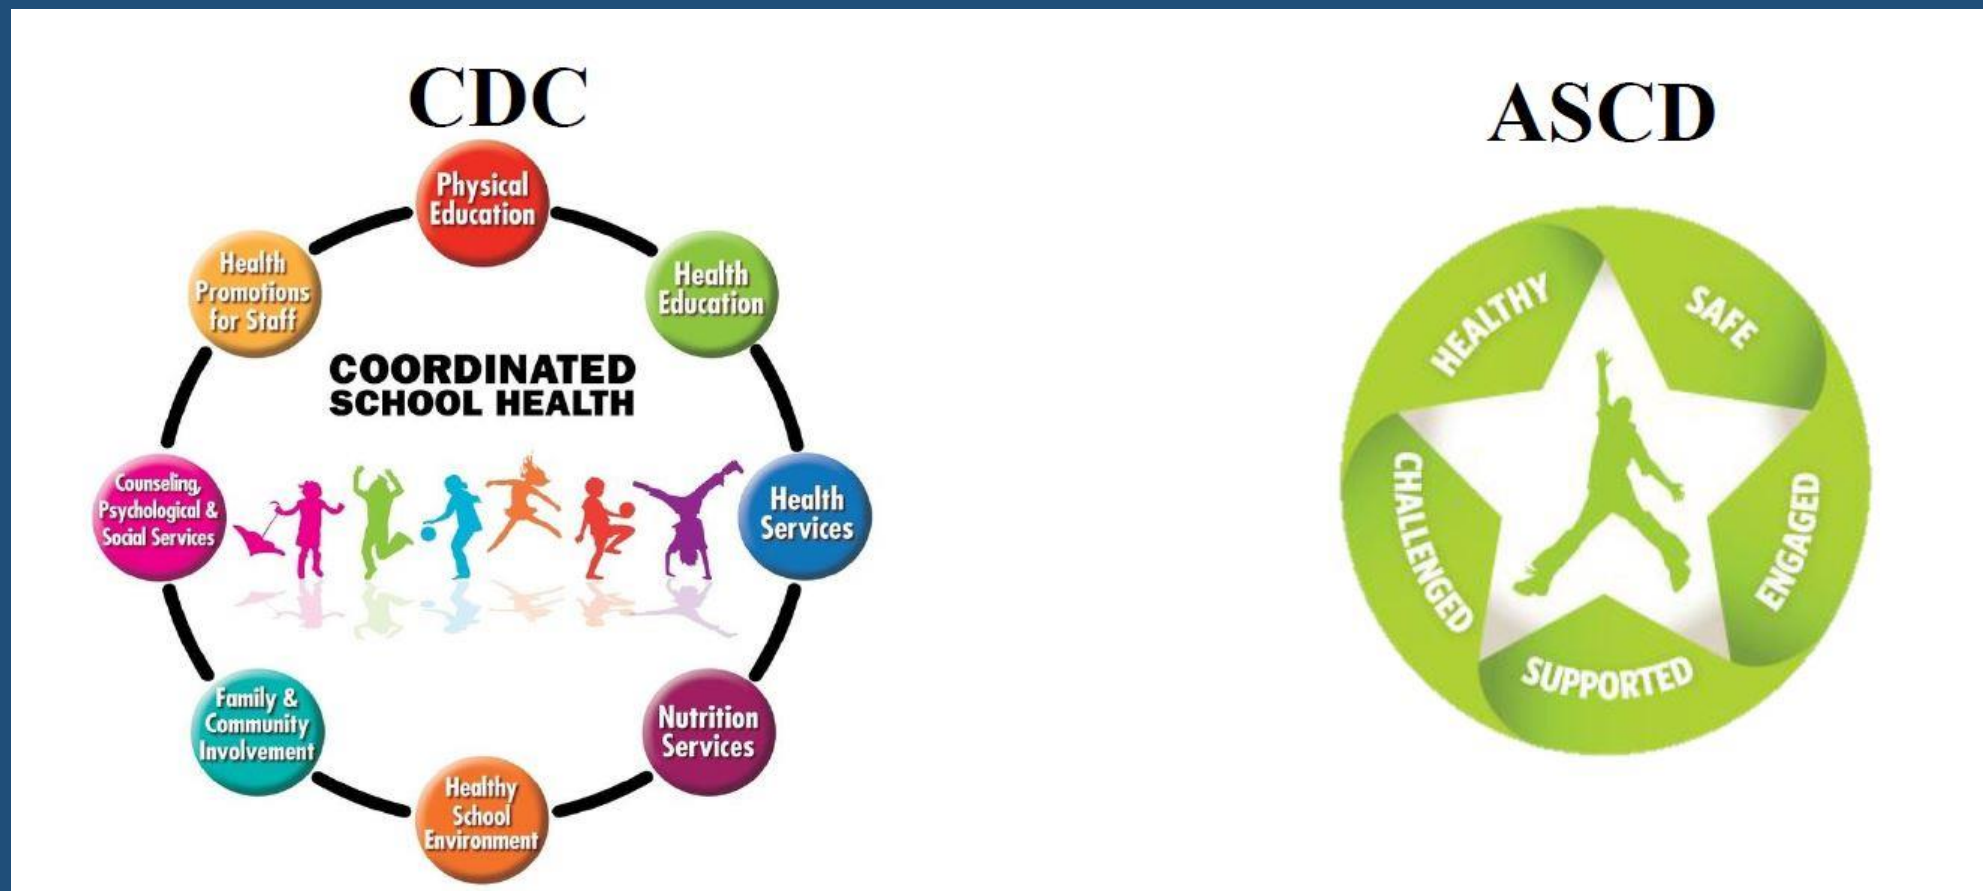 CDC
Physical
Education
Health
Education
Health
Services
Nutrition
Services
Healthy
School
Environment
Family &
Community
Involvement
Counseling,
Psychological &
Social Services
Health
Promotions
for Staff
COORDINATED
SCHOOL HEALTH
ASCD
HEALTHY
SAFE
ENGAGED
SUPPORTED
CHALLENGED